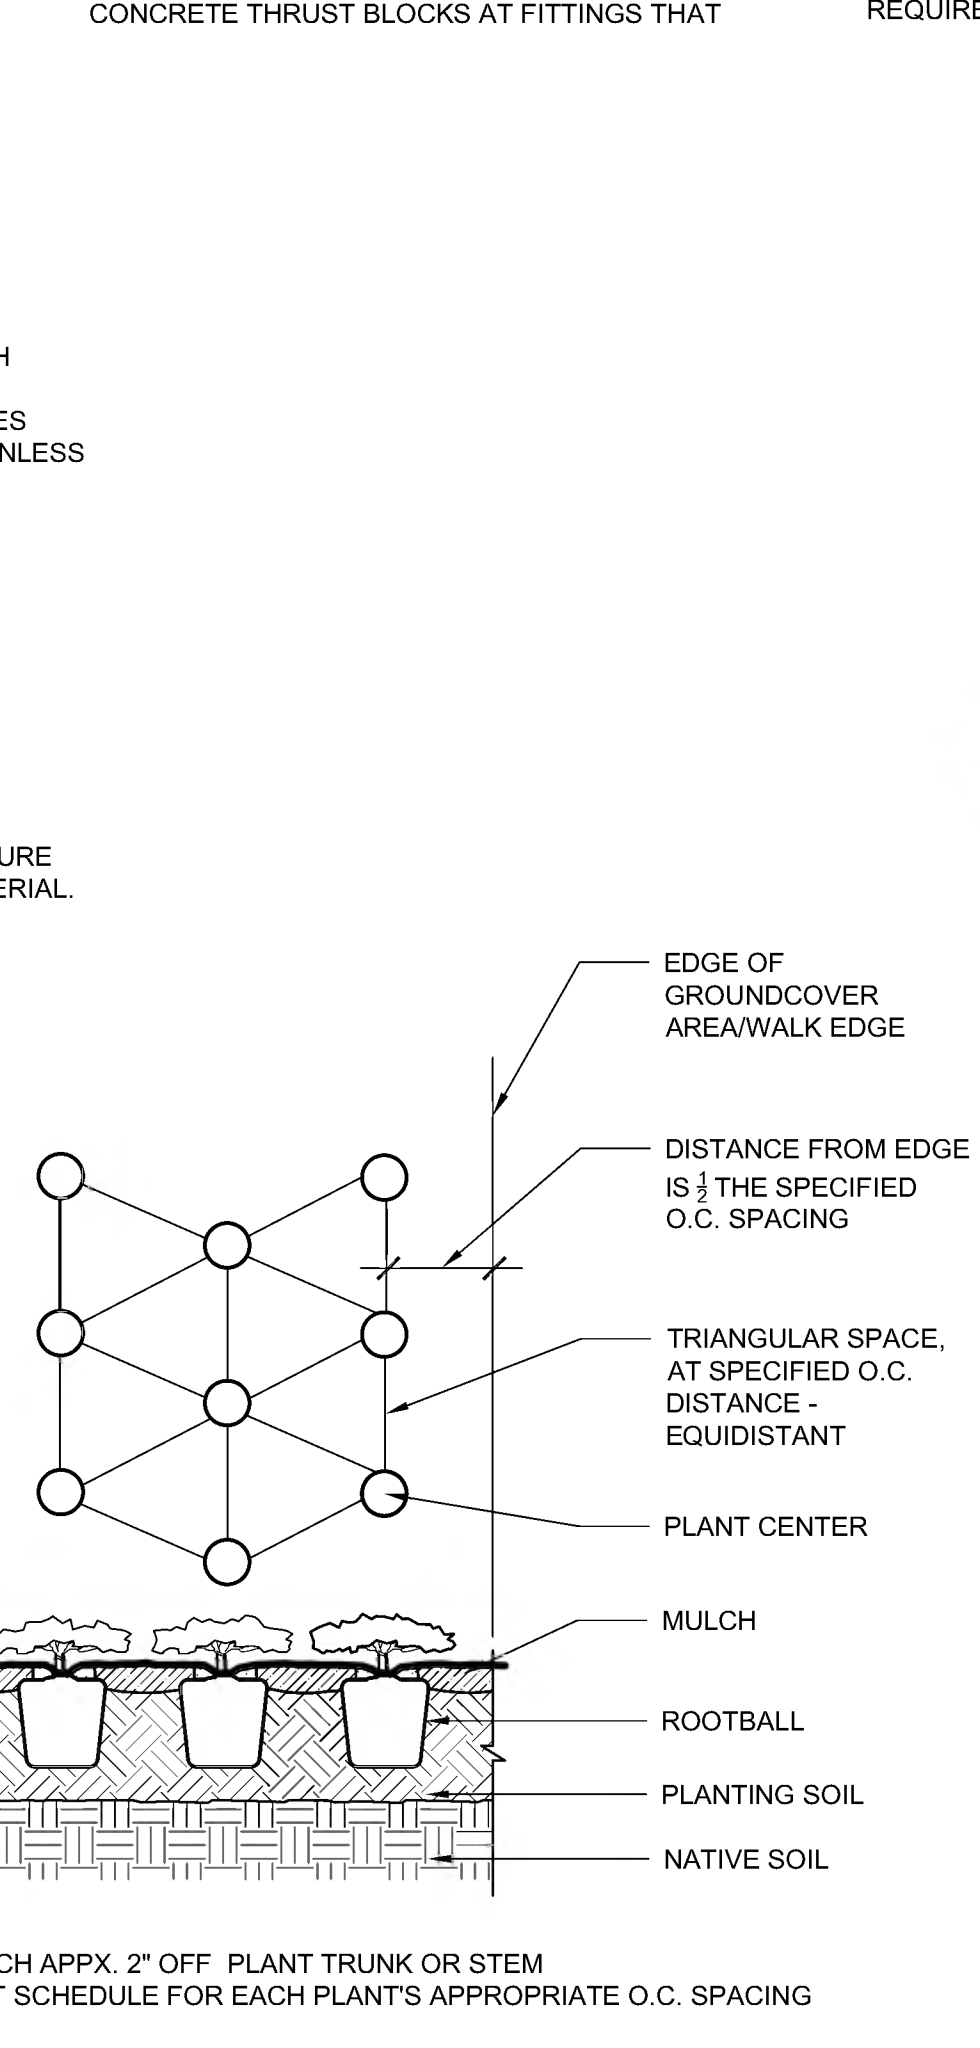 CONCRETE THRUST BLOCKS AT FITTINGS THAT
REQUIRE
H
ES
NLESS
URE
ERIAL.
EDGE OF
GROUNDCOVER
AREA/WALK EDGE
DISTANCE FROM EDGE
IS 1/2 THE SPECIFIED
O.C. SPACING
TRIANGULAR SPACE,
AT SPECIFIED O.C.
DISTANCE -
EQUIDISTANT
PLANT CENTER
MULCH
ROOTBALL
PLANTING SOIL
NATIVE SOIL
CH APPX. 2" OFF PLANT TRUNK OR STEM
T SCHEDULE FOR EACH PLANT'S APPROPRIATE O.C. SPACING